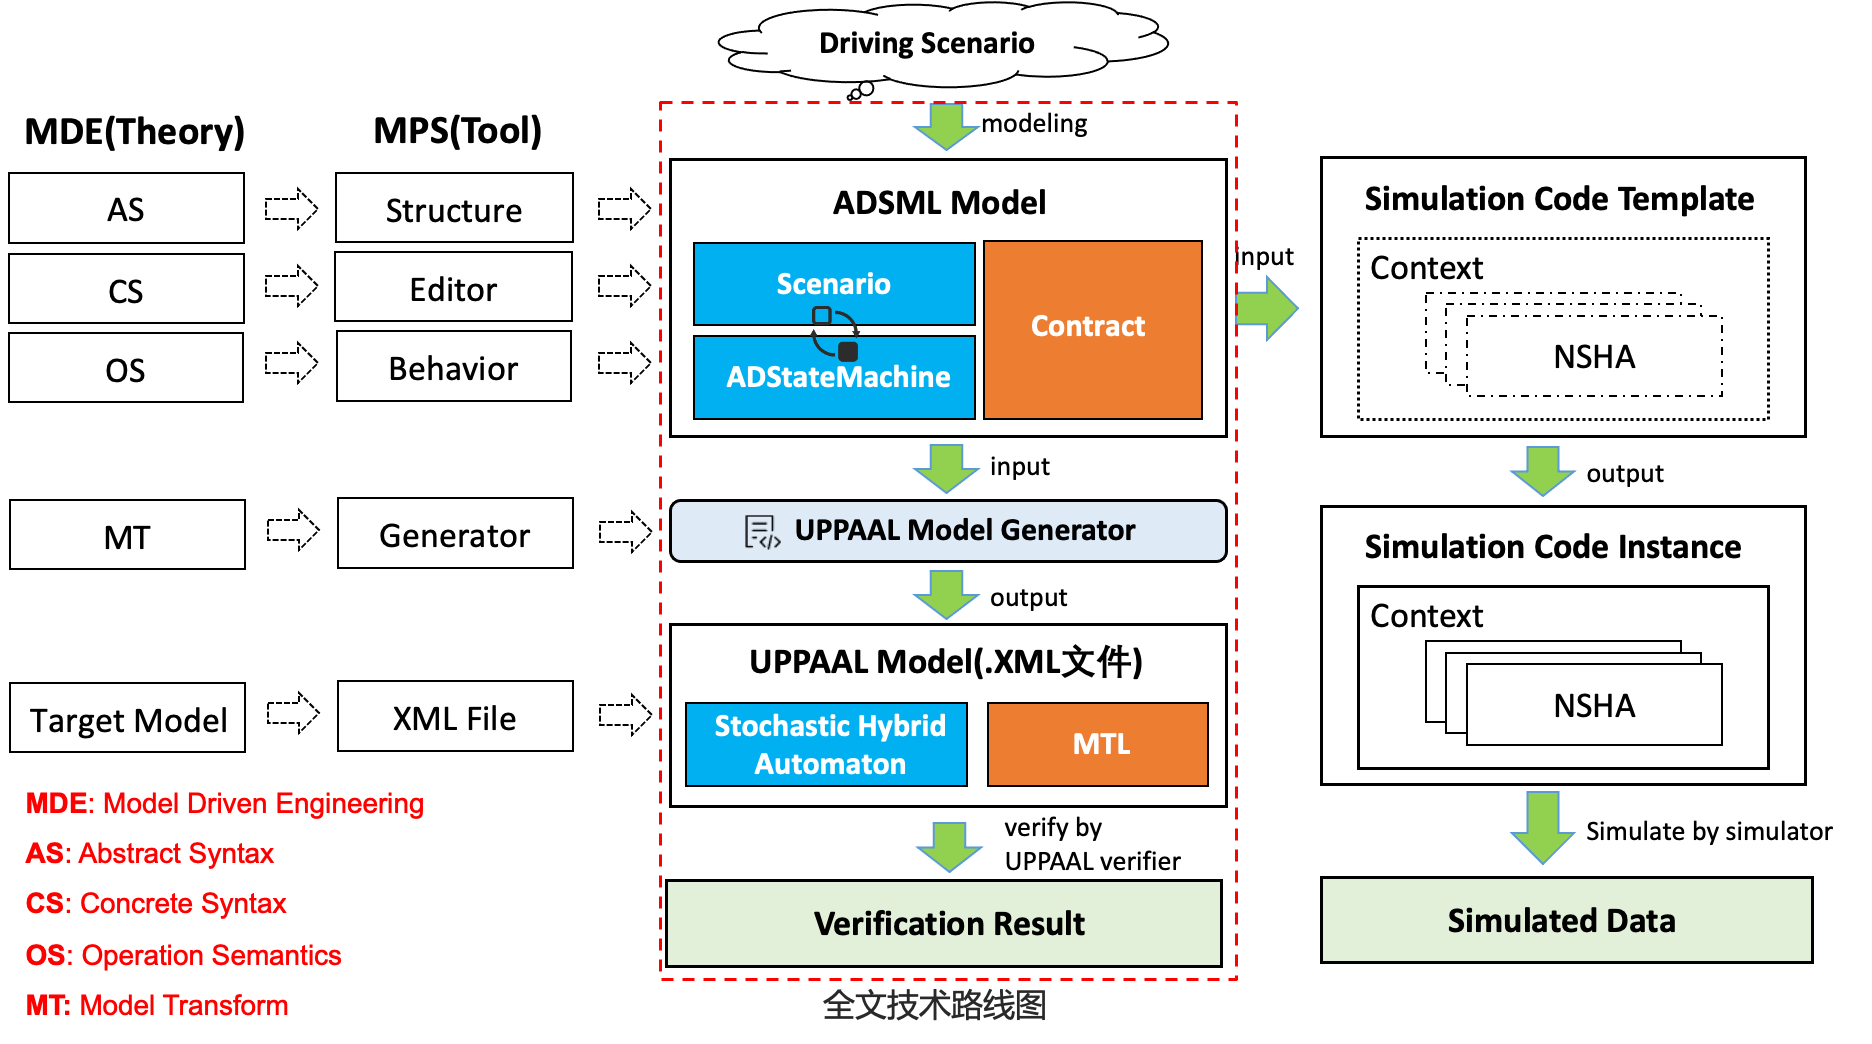 Driving Scenario
modeling
MDE(Theory)
MPS(Tool)
AS
Structure
CS
Editor
OS
Behavior
MT
Generator
Target Model
XML File
ADSML Model
Scenario
ADStateMachine
Contract
input
UPPAAL Model Generator
output
UPPAAL Model(.XML文件)
Stochastic Hybrid
Automaton
MTL
verify by
UPPAAL verifier
Verification Result
input
Simulation Code Template
Context
NSHA
output
Simulation Code Instance
Context
NSHA
Simulate by simulator
Simulated Data
MDE: Model Driven Engineering
AS: Abstract Syntax
CS: Concrete Syntax
OS: Operation Semantics
MT: Model Transform
全文技术路线图